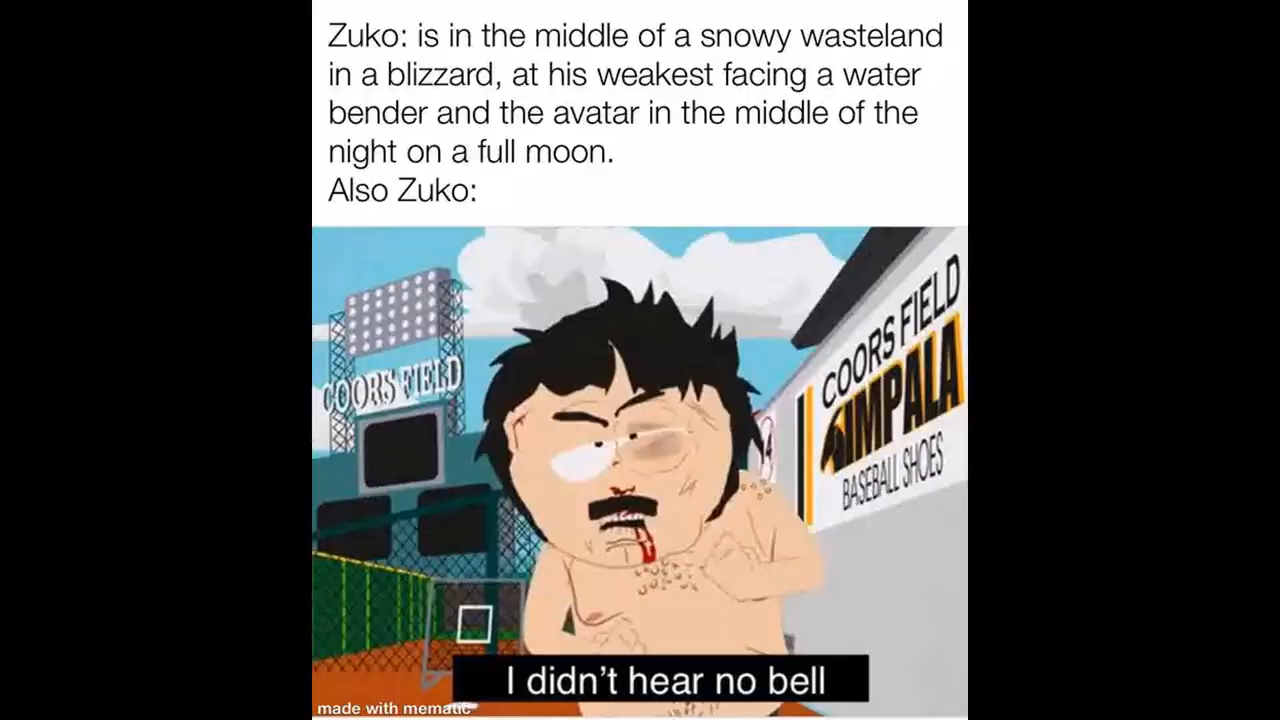 Zuko: is in the middle of a snowy wasteland
in a blizzard, at his weakest facing a water
bender and the avatar in the middle of the
night on a full moon.
Also Zuko:
COORS FIELD
COORS FIELD
IMPALA
BASEBALL SHOES
4
I didn't hear no bell
made with mematic